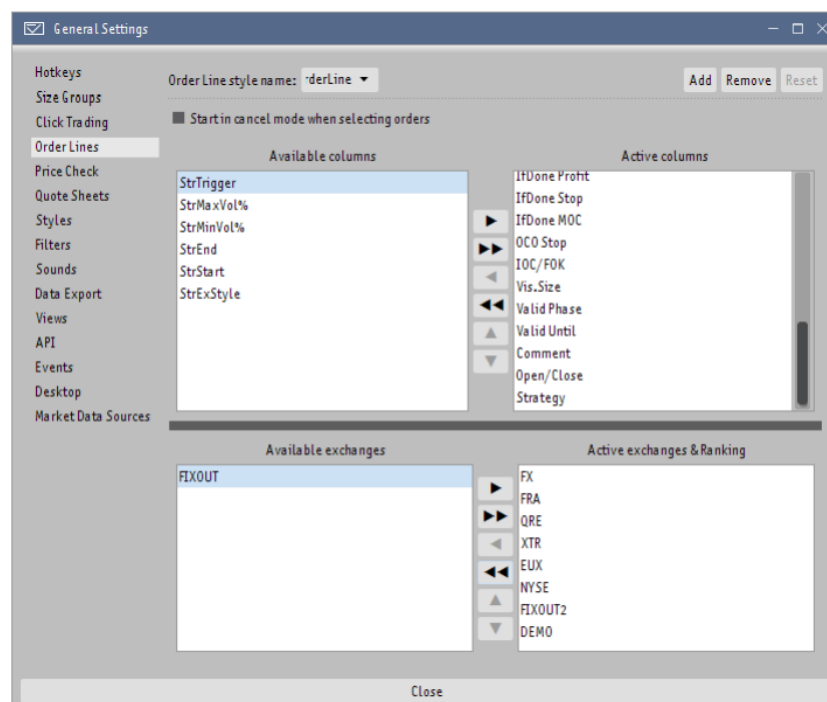 General Settings
Hotkeys
Size Groups
Click Trading
Order Lines
Price Check
Quote Sheets
Styles
Filters
Sounds
Data Export
Views
API
Events
Desktop
Market Data Sources
Order Line style name: rderLine
Add Remove Reset
Start in cancel mode when selecting orders
Available columns
StrTrigger
StrMaxVol%
StrMinVol%
StrEnd
StrStart
StrExStyle
Active columns
IfDone Profit
IfDone Stop
IfDone MOC
OCO Stop
IOC/FOK
Vis.Size
Valid Phase
Valid Until
Comment
Open/Close
Strategy
Available exchanges
FIXOUT
Active exchanges & Ranking
FX
FRA
QRE
XTR
EUX
NYSE
FIXOUT2
DEMO
Close